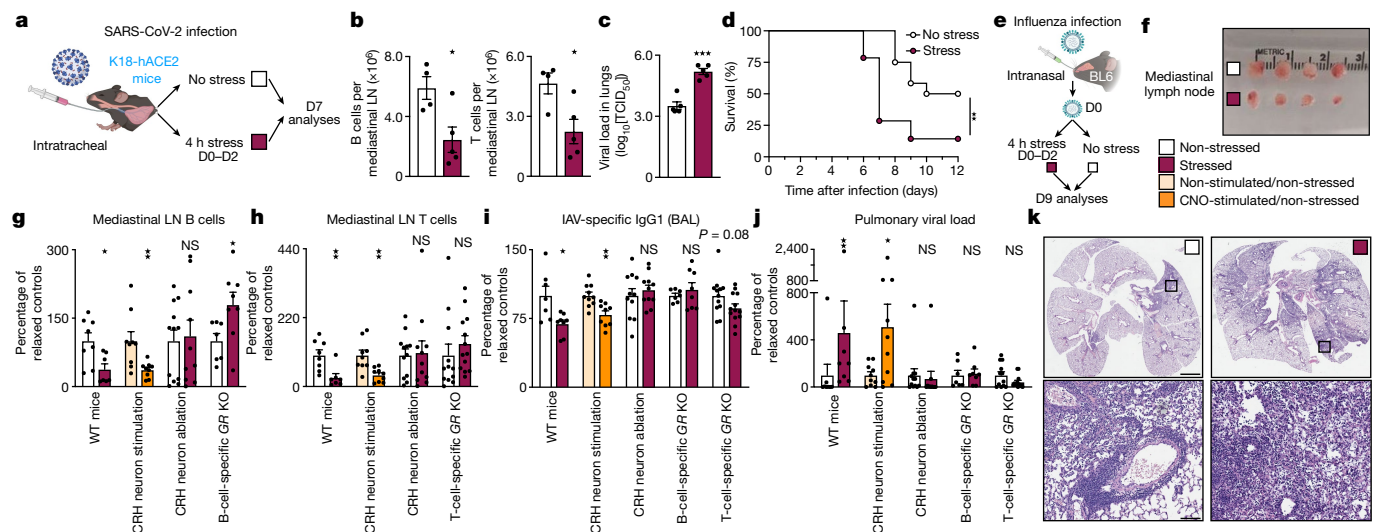 a
SARS-CoV-2 infection
K18-hACE2
mice
Intratracheal
No stress
4 h stress
D0–D2
D7
analyses
b
B cells per
mediastinal LN (×10⁶)
8.0
4.0
0
*
T cells per
mediastinal LN (×10⁶)
6.0
3.0
0
*
c
Viral load in lungs
(log₁₀[TCID₅₀])
6.0
3.0
0
***
d
Survival (%)
100
75
50
25
0
0 2 4 6 8 10 12
Time after infection (days)
No stress
Stress
**
e
Influenza infection
Intranasal
BL6
D0
4 h stress
D0–D2
No stress
D9 analyses
f
Mediastinal
lymph node
METRIC 1 2 3
Non-stressed
Stressed
Non-stimulated/non-stressed
CNO-stimulated/non-stressed
g
Mediastinal LN B cells
Percentage of
relaxed controls
300
150
0
* ** NS *
WT mice
CRH neuron stimulation
CRH neuron ablation
B-cell-specific GR KO
h
Mediastinal LN T cells
Percentage of
relaxed controls
440
220
0
** ** NS NS
WT mice
CRH neuron stimulation
CRH neuron ablation
T-cell-specific GR KO
i
IAV-specific IgG1 (BAL)
P = 0.08
Percentage of
relaxed controls
150
75
0
* ** NS NS
WT mice
CRH neuron stimulation
CRH neuron ablation
B-cell-specific GR KO
T-cell-specific GR KO
j
Pulmonary viral load
Percentage of
relaxed controls
2,400
800
800
400
0
** * NS NS NS
WT mice
CRH neuron stimulation
CRH neuron ablation
B-cell-specific GR KO
T-cell-specific GR KO
k